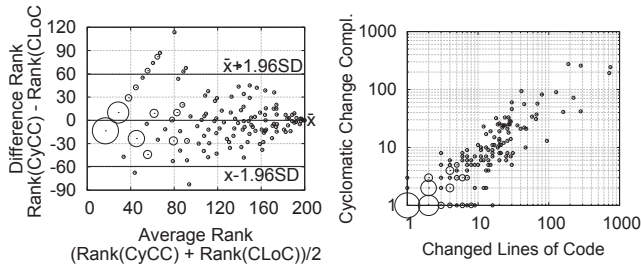 Difference Rank
Rank(CyCC) - Rank(CLoC
120
90
60
30
0
-30
-60
-90
x̄+1.96SD
x̄
x-1.96SD
0 40 80 120 160 200
Average Rank
(Rank(CyCC) + Rank(CLoC))/2
Cyclomatic Change Compl.
1000
100
10
1
1 10 100 1000
Changed Lines of Code